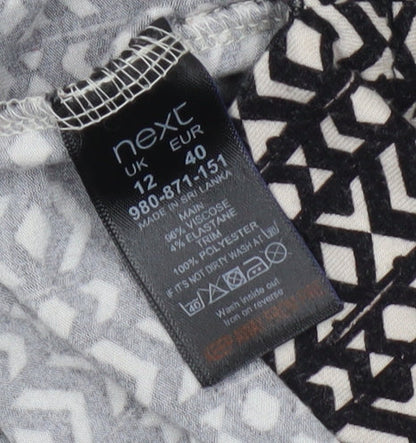 next
UK EUR
12 40
980-871-151
MADE IN SRI LANKA
MAIN
96% VISCOSE
4% ELASTANE
TRIM
100% POLYESTER
IF IT'S NOT DIRTY WASH AT 30
40
Wash inside out
Iron on reverse